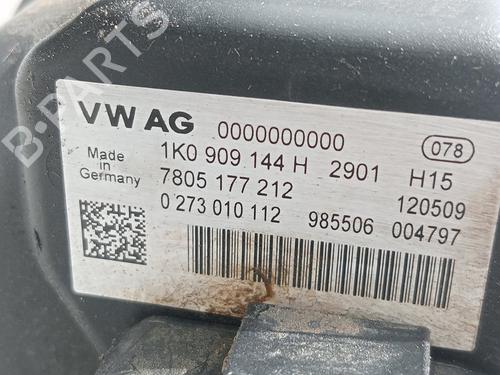 B-PARTS
VW AG 0000000000 078
Made in Germany
1K0 909 144 H 2901 H15
7805 177 212 120509
0 273 010 112 985506 004797